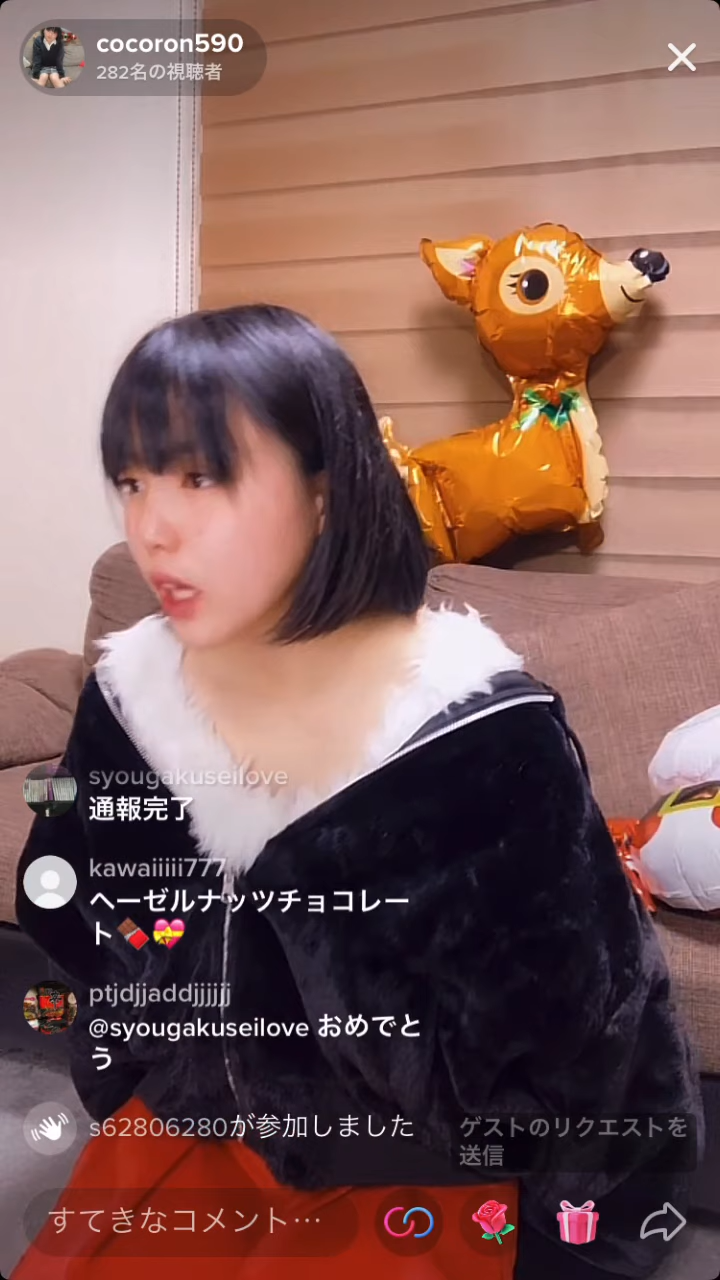 cocoron590
282名の視聴者
syougakuseilove
通報完了
kawaiiiii777
ヘーゼルナッツチョコレー
ト🍫💝
ptjdjjaddjjjjjj
@syougakuseilove おめでと
う
s62806280が参加しました
ゲストのリクエストを
送信
すてきなコメント…